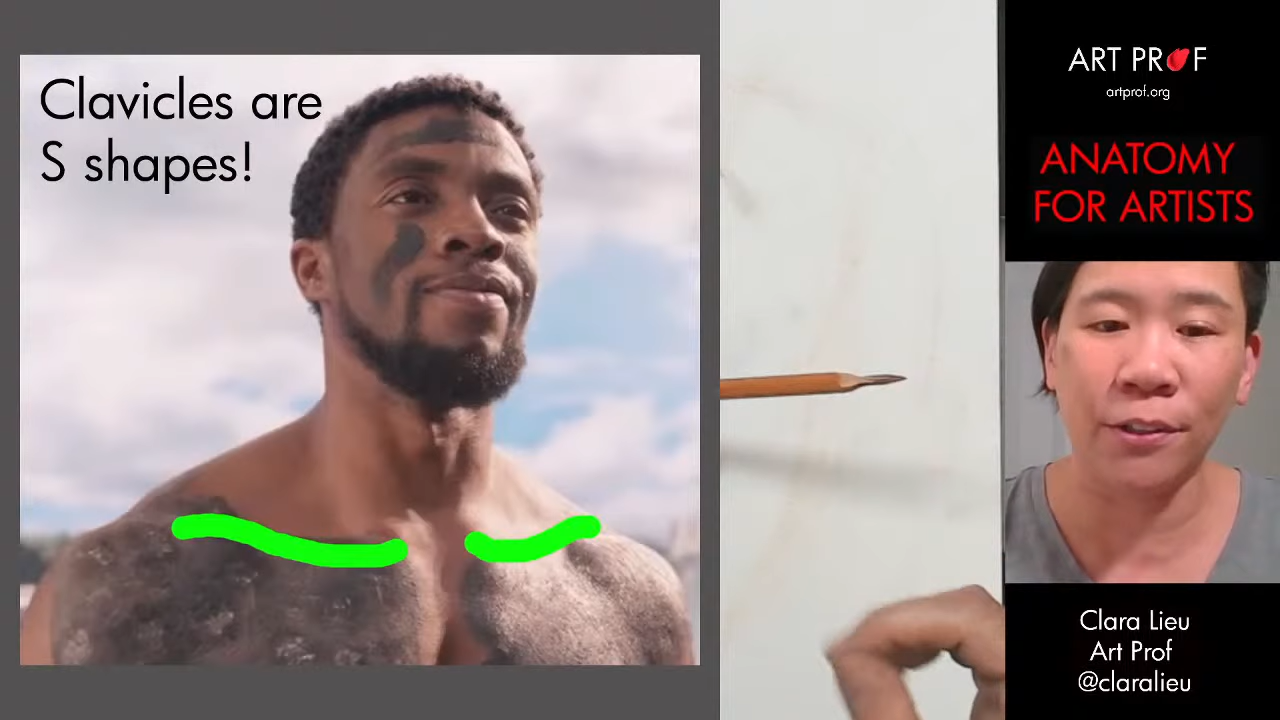 Clavicles are
S shapes!
ART PROF
artprof.org
ANATOMY
FOR ARTISTS
Clara Lieu
Art Prof
@claralieu